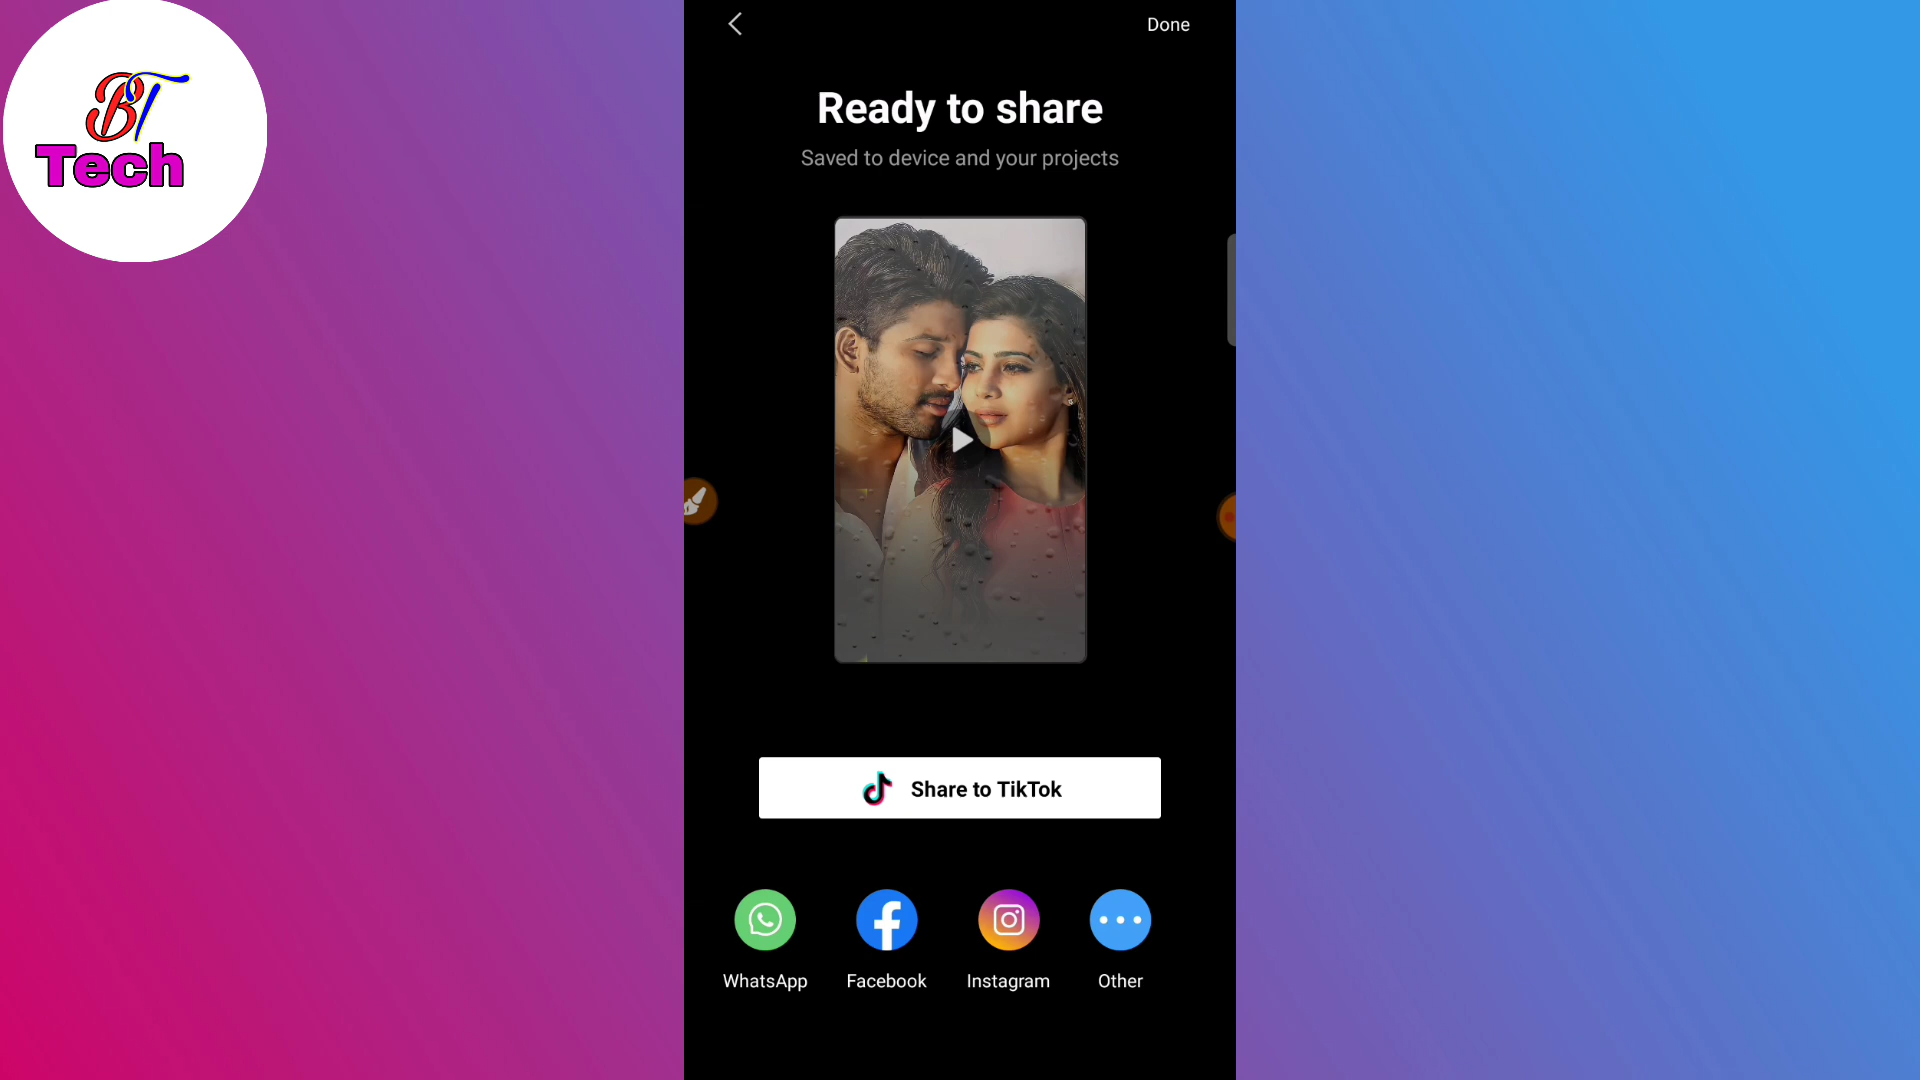 BT
Tech
Done
Ready to share
Saved to device and your projects
Share to TikTok
WhatsApp
Facebook
Instagram
Other